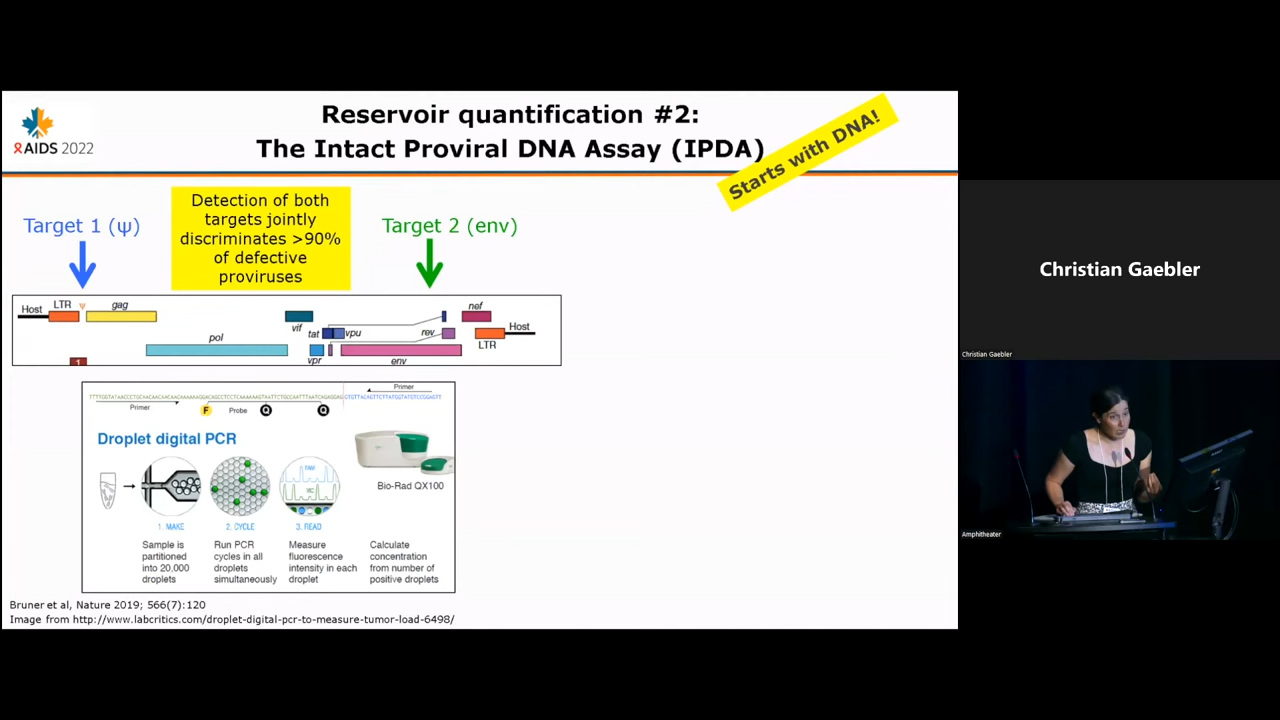 Reservoir quantification #2:
The Intact Proviral DNA Assay (IPDA)
Starts with DNA!
AIDS 2022
Target 1 (ψ)
Detection of both
targets jointly
discriminates >90%
of defective
proviruses
Target 2 (env)
Host
LTR
ψ
gag
pol
vif
tat
vpu
vpr
rev
env
nef
LTR
Host
1
Primer
Primer
F
Probe
Q
Q
Droplet digital PCR
Bio-Rad QX100
FAM
VIC
1. MAKE
2. CYCLE
3. READ
Sample is
partitioned
into 20,000
droplets
Run PCR
cycles in all
droplets
simultaneously
Measure
fluorescence
intensity in each
droplet
Calculate
concentration
from number of
positive droplets
Bruner et al, Nature 2019; 566(7):120
Image from http://www.labcritics.com/droplet-digital-pcr-to-measure-tumor-load-6498/
Christian Gaebler
Christian Gaebler
Amphitheater